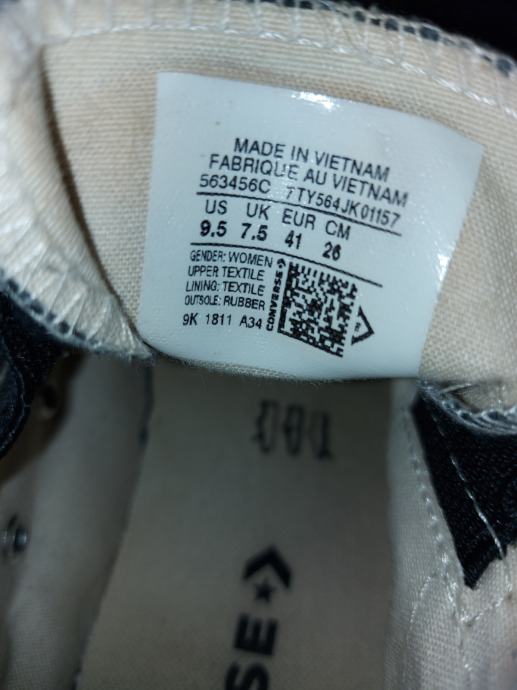 MADE IN VIETNAM
FABRIQUE AU VIETNAM
563456C 7TY564JK01157
US UK EUR CM
9.5 7.5 41 26
GENDER: WOMEN
UPPER TEXTILE
LINING: TEXTILE
OUTSOLE: RUBBER
9K 1811 A34
CONVERSE
SE